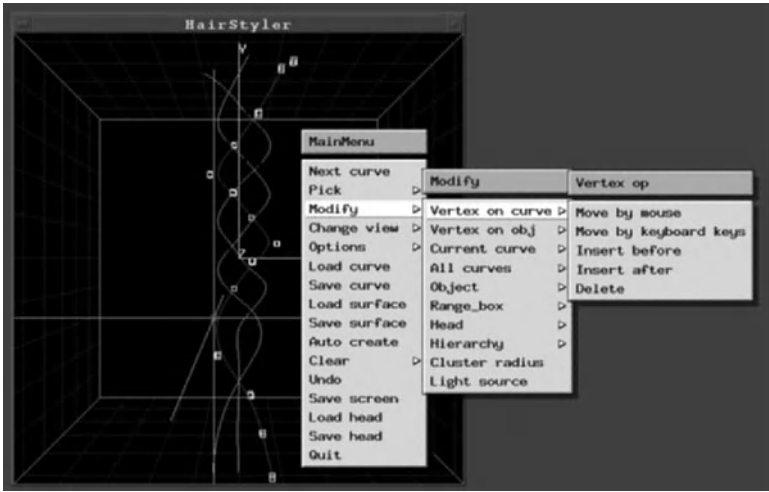 HairStyler
MainMenu
Next curve
Pick
Modify
Change view
Options
Load curve
Save curve
Load surface
Save surface
Auto create
Clear
Undo
Save screen
Load head
Save head
Quit
Modify
Vertex on curve
Vertex on obj
Current curve
All curves
Object
Range_box
Head
Hierarchy
Cluster radius
Light source
Vertex op
Move by mouse
Move by keyboard keys
Insert before
Insert after
Delete